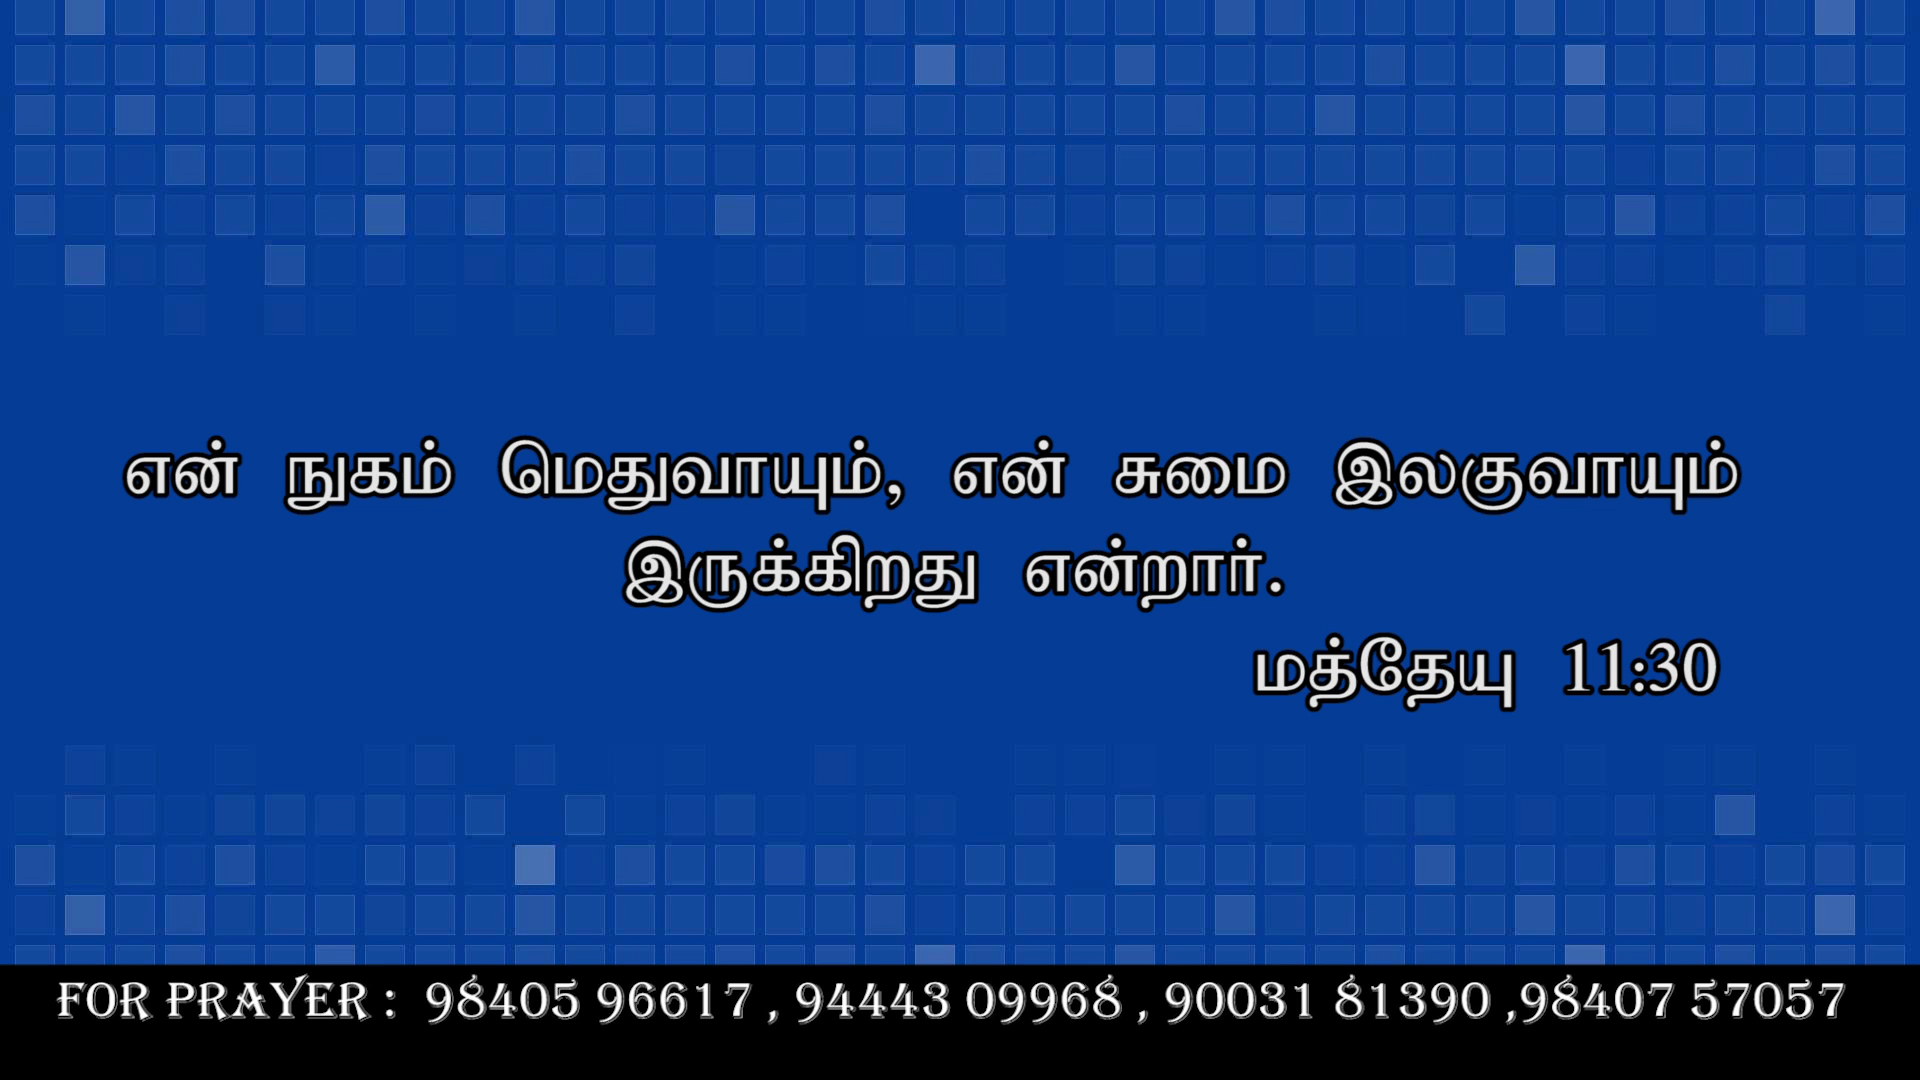 என் நுகம் மெதுவாயும், என் சுமை இலகுவாயும்
இருக்கிறது என்றார்.
மத்தேயு 11:30
FOR PRAYER : 98405 96617 , 94443 09968 , 90031 81390 ,98407 57057